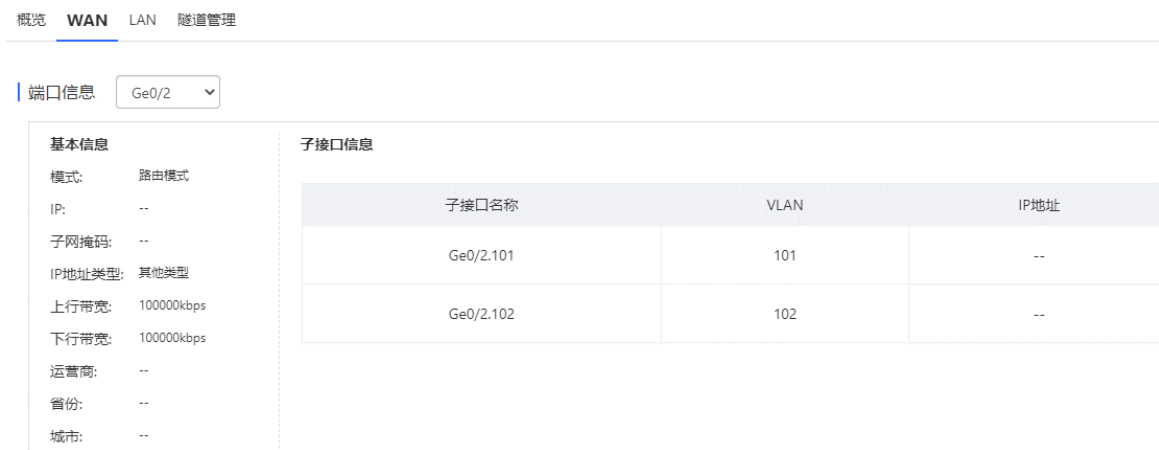 概览 WAN LAN 隧道管理
端口信息 Ge0/2
基本信息
模式: 路由模式
IP: --
子网掩码: --
IP地址类型: 其他类型
上行带宽: 100000kbps
下行带宽: 100000kbps
运营商: --
省份: --
城市: --
子接口信息
子接口名称 VLAN IP地址
Ge0/2.101 101 --
Ge0/2.102 102 --